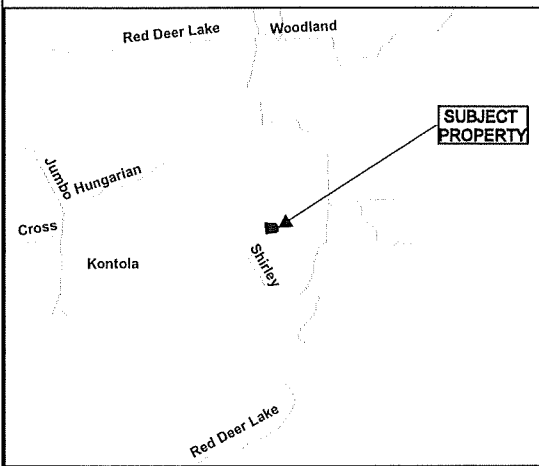 Red Deer Lake
Woodland
SUBJECT
PROPERTY
Jumbo
Hungarian
Cross
Kontola
Shirley
Red Deer Lake